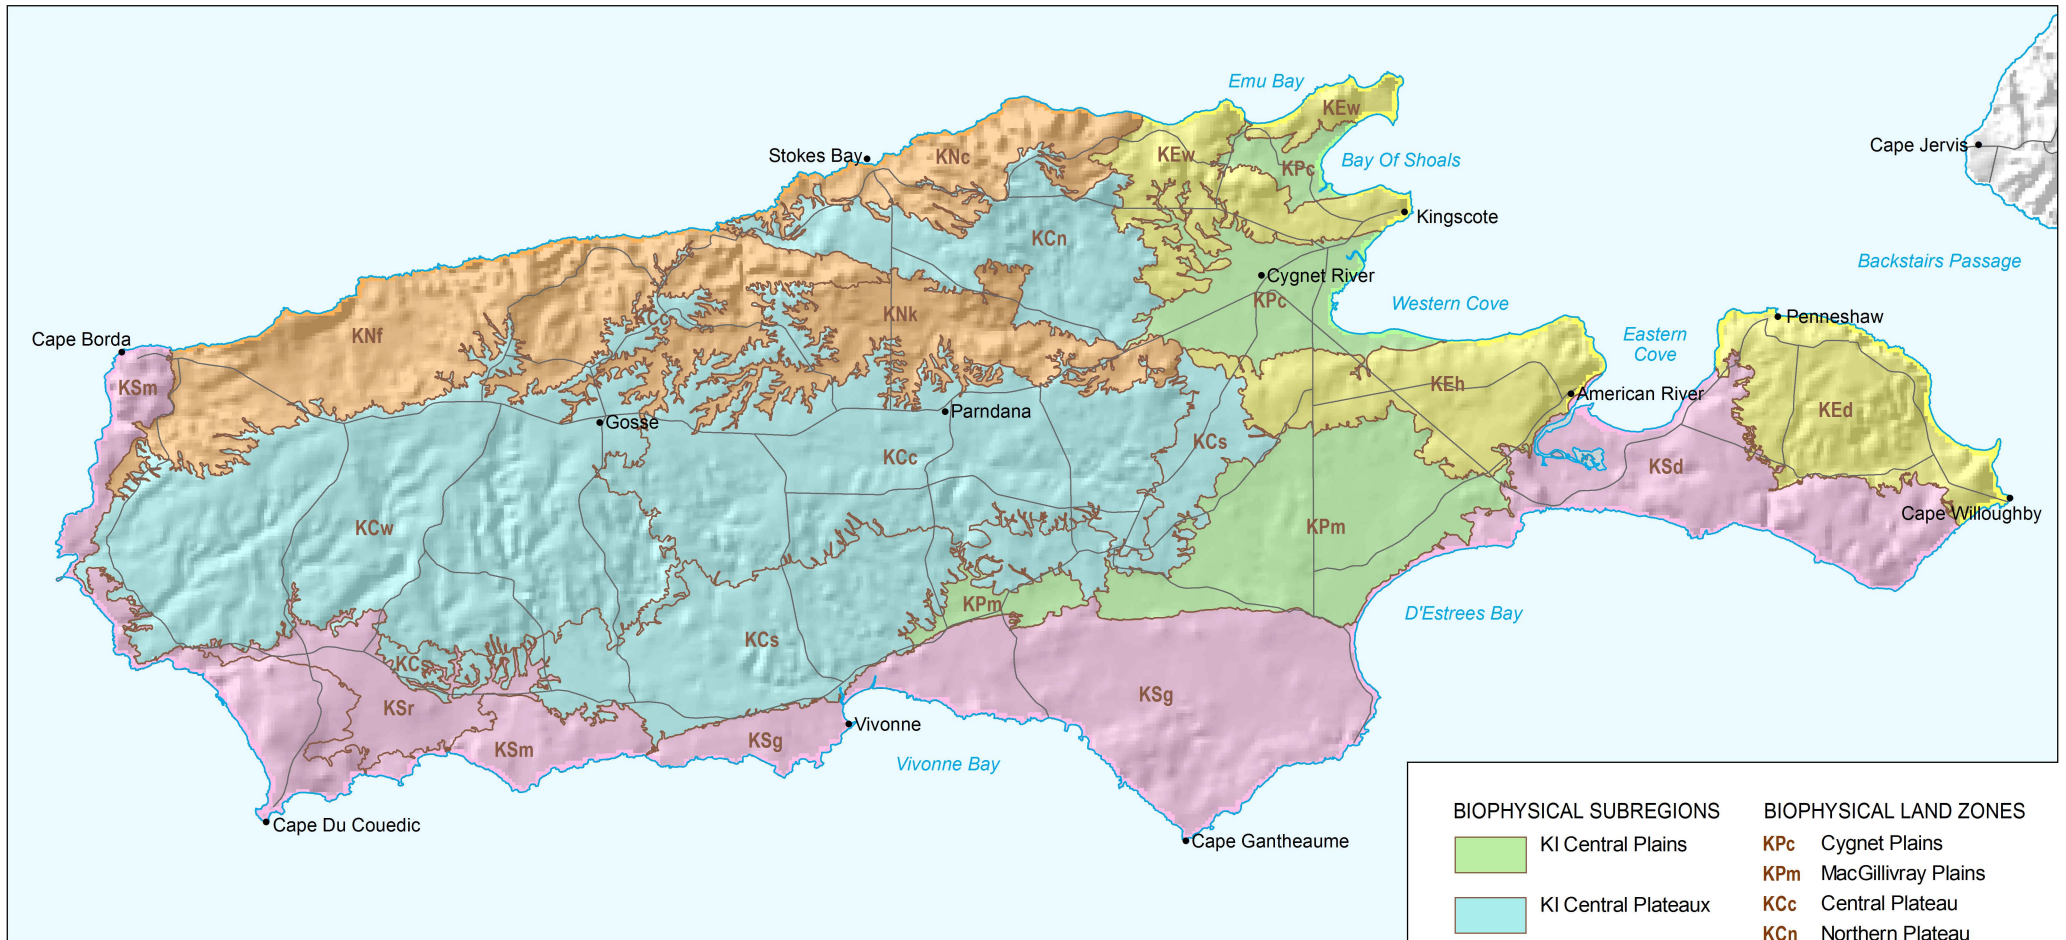 Emu Bay
KEw
Cape Jervis
Stokes Bay
KNc
KEw
Bay Of Shoals
KPc
Kingscote
KCn
Backstairs Passage
Cygnet River
KPc
Western Cove
KNk
KCc
Penneshaw
Eastern
Cove
KNf
Cape Borda
KSm
KEh
American River
KEd
Parndana
Gosse
KCs
KCc
KSd
Cape Willoughby
KCw
KPm
KPm
D'Estrees Bay
KCs
KCs
KSg
KSr
Vivonne
KSm
KSg
Vivonne Bay
Cape Du Couedic
Cape Gantheaume
BIOPHYSICAL SUBREGIONS
KI Central Plains
KI Central Plateaux
BIOPHYSICAL LAND ZONES
KPc Cygnet Plains
KPm MacGillivray Plains
KCc Central Plateau
KCn Northern Plateau